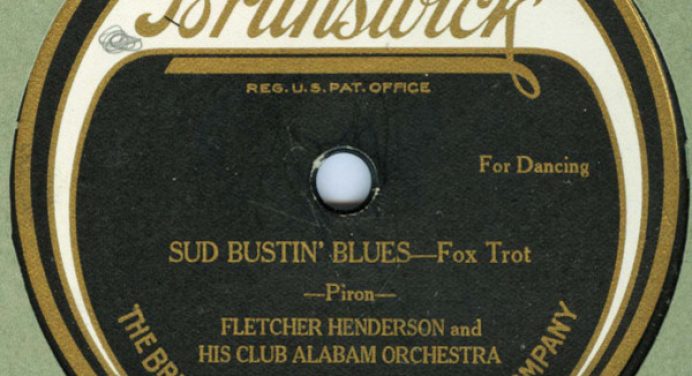 Brunswick
REG. U.S. PAT. OFFICE
For Dancing
SUD BUSTIN' BLUES—Fox Trot
—Piron—
FLETCHER HENDERSON and
HIS CLUB ALABAM ORCHESTRA
THE